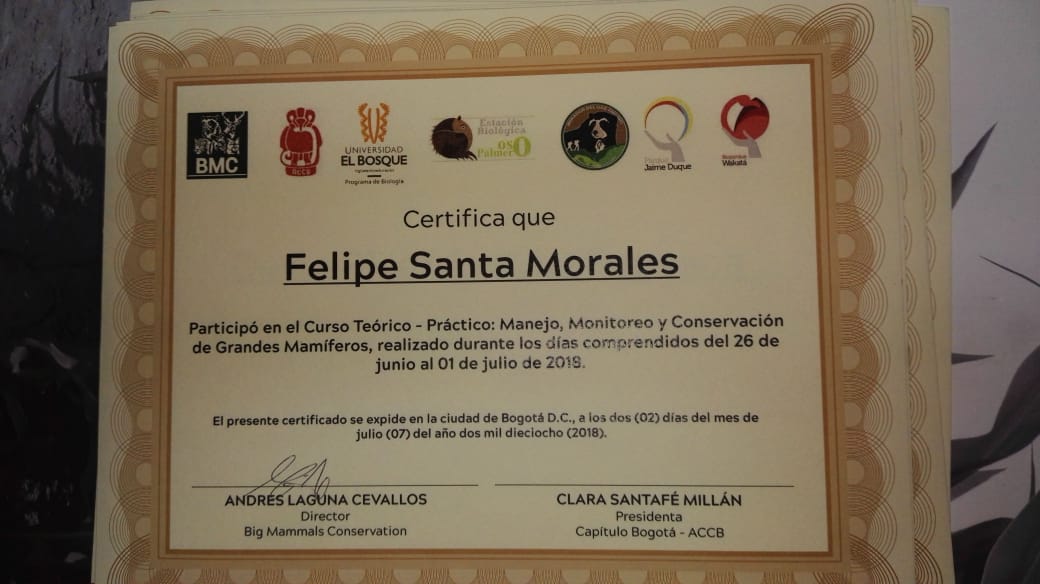 BMC
ACCB
UNIVERSIDAD
EL BOSQUE
Programa de Biología
Estación
Biológica
OSO
Palmero
Parque
Jaime Duque
Bioparque
Wakatá
Certifica que
Felipe Santa Morales
Participó en el Curso Teórico - Práctico: Manejo, Monitoreo y Conservación
de Grandes Mamíferos, realizado durante los días comprendidos del 26 de
junio al 01 de julio de 2018.
El presente certificado se expide en la ciudad de Bogotá D.C., a los dos (02) días del mes de
julio (07) del año dos mil dieciocho (2018).
ANDRÉS LAGUNA CEVALLOS
Director
Big Mammals Conservation
CLARA SANTAFÉ MILLÁN
Presidenta
Capítulo Bogotá - ACCB